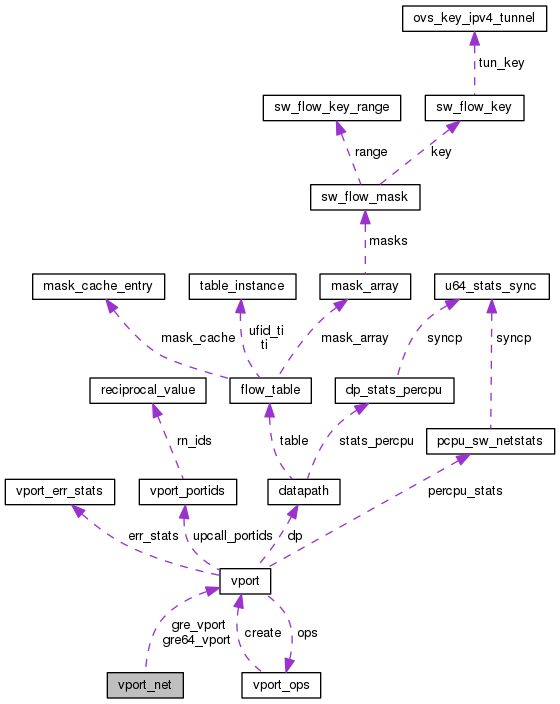 ovs_key_ipv4_tunnel
tun_key
sw_flow_key_range
sw_flow_key
range
key
sw_flow_mask
masks
mask_cache_entry
table_instance
mask_array
u64_stats_sync
mask_cache
ufid_ti
ti
mask_array
syncp
syncp
reciprocal_value
flow_table
dp_stats_percpu
rn_ids
table
stats_percpu
pcpu_sw_netstats
vport_err_stats
vport_portids
datapath
percpu_stats
err_stats
upcall_portids
dp
vport
gre_vport
gre64_vport
create
ops
vport_net
vport_ops